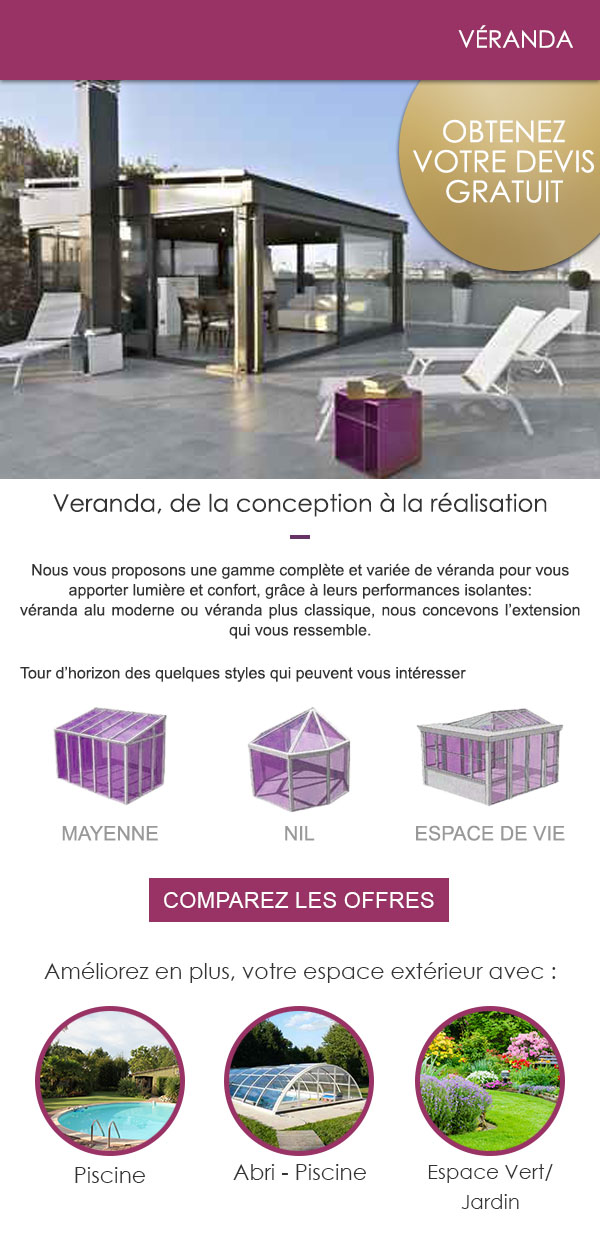 VÉRANDA
OBTENEZ
VOTRE DEVIS
GRATUIT
Veranda, de la conception à la réalisation
Nous vous proposons une gamme complète et variée de véranda pour vous
apporter lumière et confort, grâce à leurs performances isolantes:
véranda alu moderne ou véranda plus classique, nous concevons l'extension
qui vous ressemble.
Tour d'horizon des quelques styles qui peuvent vous intéresser
MAYENNE
NIL
ESPACE DE VIE
COMPAREZ LES OFFRES
Améliorez en plus, votre espace extérieur avec :
Piscine
Abri - Piscine
Espace Vert/
Jardin